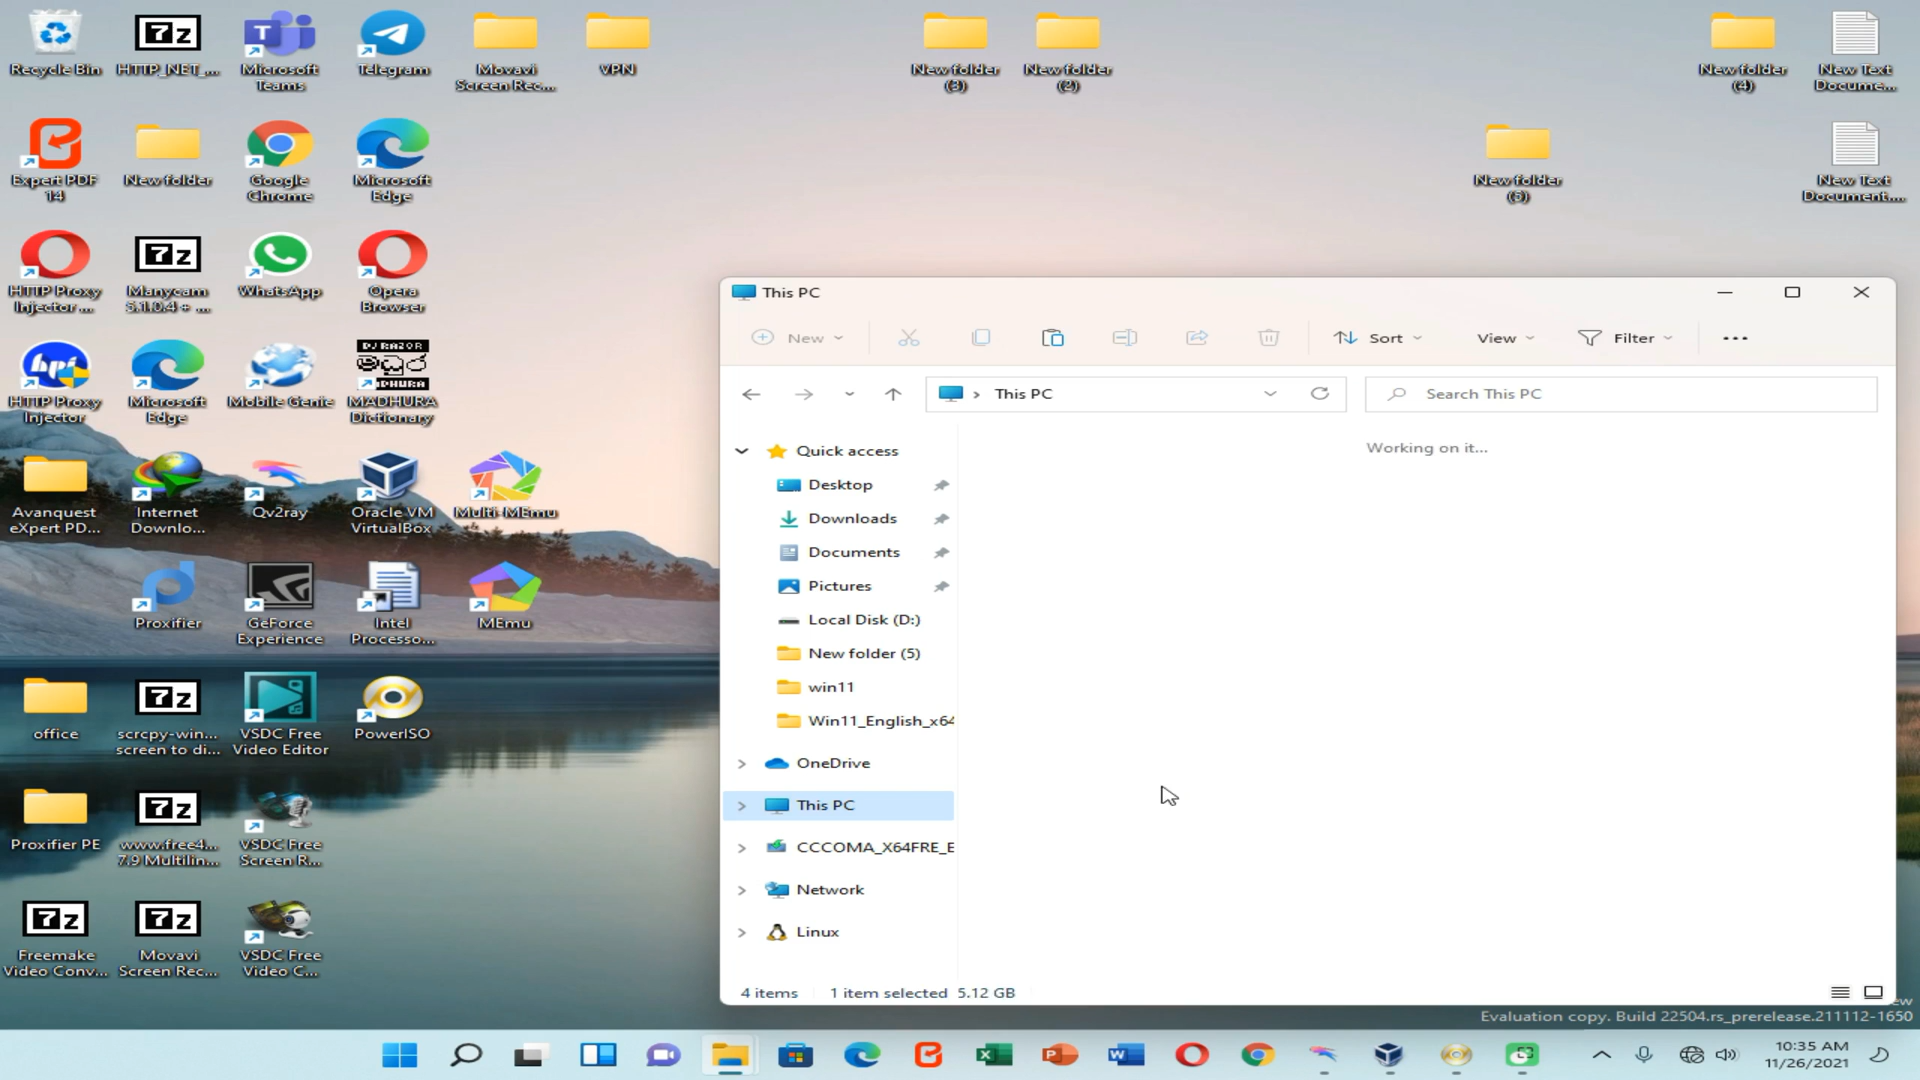 Recycle Bin
HTTP_NET_...
Microsoft
Teams
Telegram
Movavi
Screen Rec...
VPN
New folder
(3)
New folder
(2)
New folder
(4)
New Text
Docume...
Expert PDF
14
New folder
Google
Chrome
Microsoft
Edge
New folder
(5)
New Text
Document....
HTTP Proxy
Injector ...
7z
Manycam
5.1.0.4 + ...
WhatsApp
Opera
Browser
HTTP Proxy
Injector
Microsoft
Edge
Mobile Genie
DJ RAZOR
MADHURA
Dictionary
Avanquest
eXpert PD...
Internet
Downlo...
Qv2ray
Oracle VM
VirtualBox
Multi-MEmu
Proxifier
GeForce
Experience
Intel
Processo...
MEmu
office
7z
scrcpy-win...
screen to di...
VSDC Free
Video Editor
PowerISO
Proxifier PE
7z
www.free4...
7.9 Multilin...
VSDC Free
Screen R...
7z
Freemake
Video Conv...
7z
Movavi
Screen Rec...
VSDC Free
Video C...
This PC
New
Sort
View
Filter
This PC
Search This PC
Working on it...
Quick access
Desktop
Downloads
Documents
Pictures
Local Disk (D:)
New folder (5)
win11
Win11_English_x64
OneDrive
This PC
CCCOMA_X64FRE_E
Network
Linux
4 items
1 item selected 5.12 GB
Evaluation copy. Build 22504.rs_prerelease.211112-1650
10:35 AM
11/26/2021